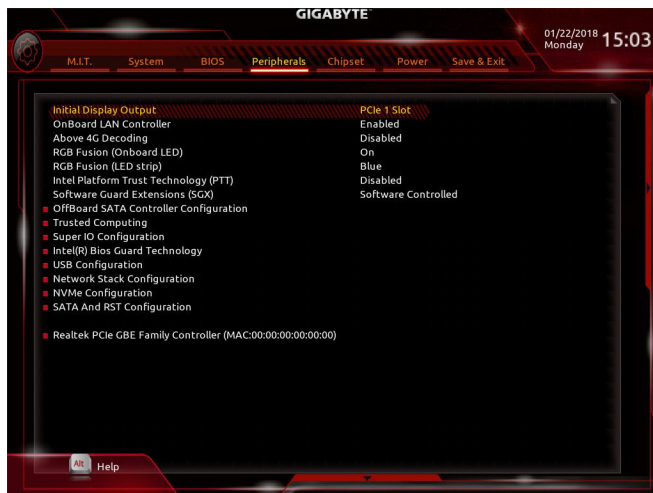 GIGABYTE
01/22/2018 15:03
Monday
M.I.T. System BIOS Peripherals Chipset Power Save & Exit
Initial Display Output PCIe 1 Slot
OnBoard LAN Controller Enabled
Above 4G Decoding Disabled
RGB Fusion (Onboard LED) On
RGB Fusion (LED strip) Blue
Intel Platform Trust Technology (PTT) Disabled
Software Guard Extensions (SGX) Software Controlled
OffBoard SATA Controller Configuration
Trusted Computing
Super IO Configuration
Intel(R) Bios Guard Technology
USB Configuration
Network Stack Configuration
NVMe Configuration
SATA And RST Configuration
Realtek PCIe GBE Family Controller (MAC:00:00:00:00:00:00)
Alt Help